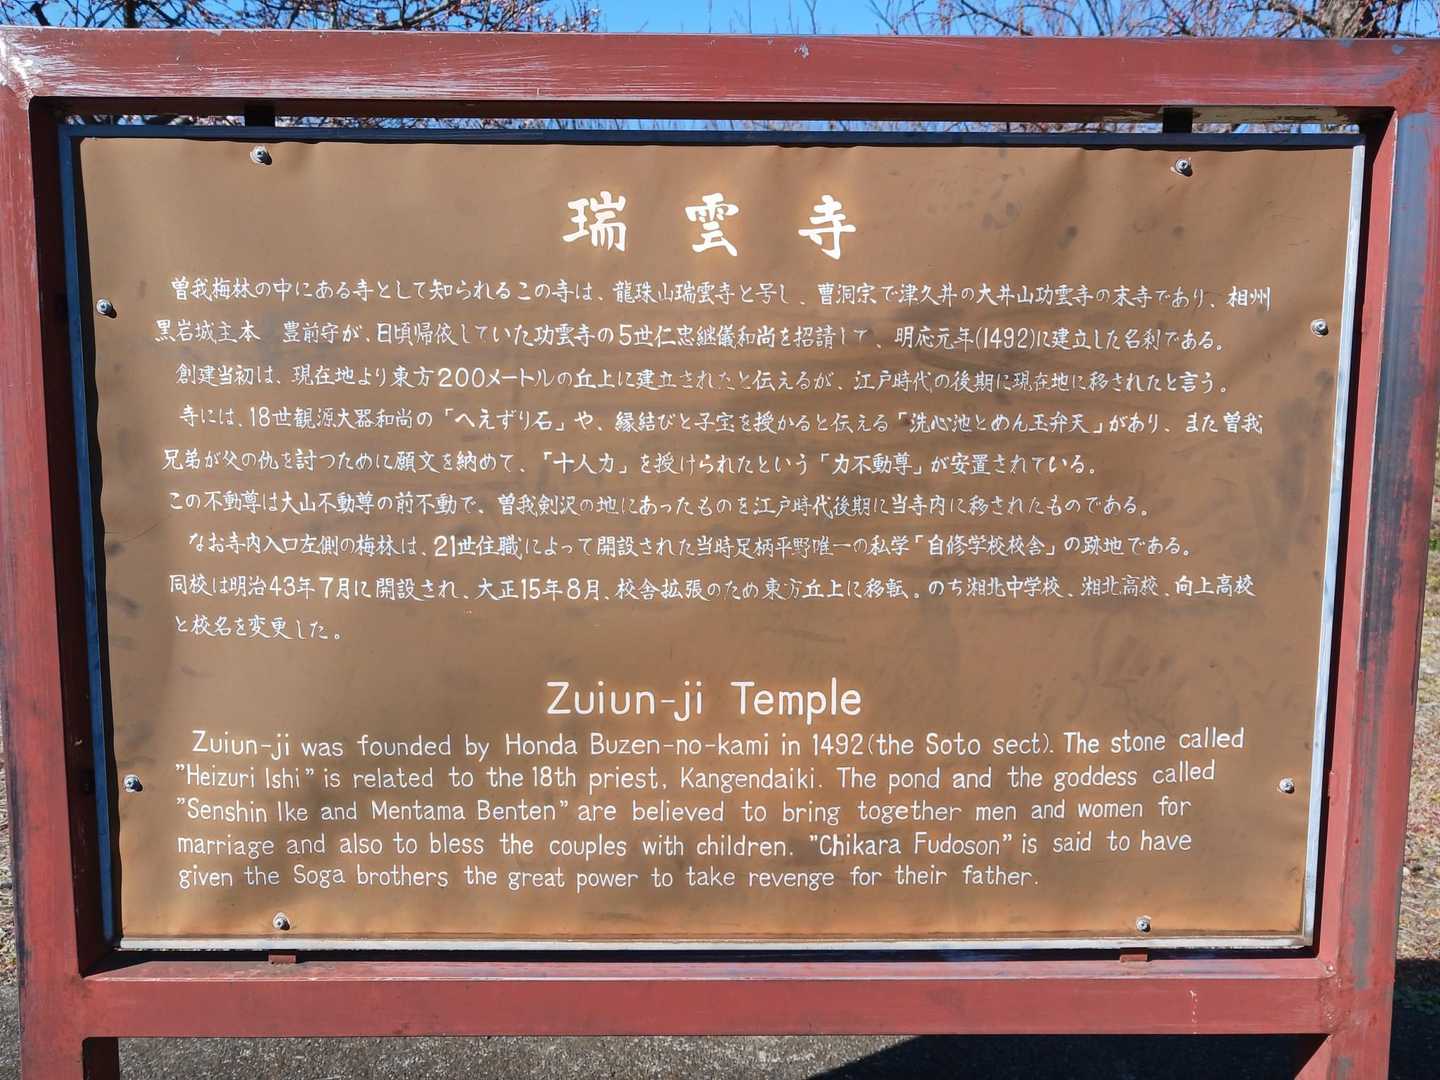 瑞雲寺
曽我梅林の中にある寺として知られるこの寺は、龍珠山瑞雲寺と号し、曹洞宗で津久井の大井山功雲寺の末寺であり、相州
黒岩城主本 豊前守が、日頃帰依していた功雲寺の5世仁忠継儀和尚を招請して、明応元年(1492)に建立した名刹である。
創建当初は、現在地より東方200メートルの丘上に建立されたと伝えるが、江戸時代の後期に現在地に移されたと言う。
寺には、18世観源大器和尚の「へえずり石」や、縁結びと子宝を授かると伝える「洗心池とめん玉弁天」があり、また曽我
兄弟が父の仇を討つために願文を納めて、「十人力」を授けられたという「力不動尊」が安置されている。
この不動尊は大山不動尊の前不動で、曽我剣沢の地にあったものを江戸時代後期に当寺内に移されたものである。
なお寺内入口左側の梅林は、21世住職によって開設された当時足柄平野唯一の私学「自修学校校舎」の跡地である。
同校は明治43年7月に開設され、大正15年8月、校舎拡張のため東方丘上に移転。のち湘北中学校、湘北高校、向上高校
と校名を変更した。
Zuiun-ji Temple
Zuiun-ji was founded by Honda Buzen-no-kami in 1492(the Soto sect). The stone called
"Heizuri Ishi" is related to the 18th priest, Kangendaiki. The pond and the goddess called
"Senshin Ike and Mentama Benten" are believed to bring together men and women for
marriage and also to bless the couples with children. "Chikara Fudoson" is said to have
given the Soga brothers the great power to take revenge for their father.